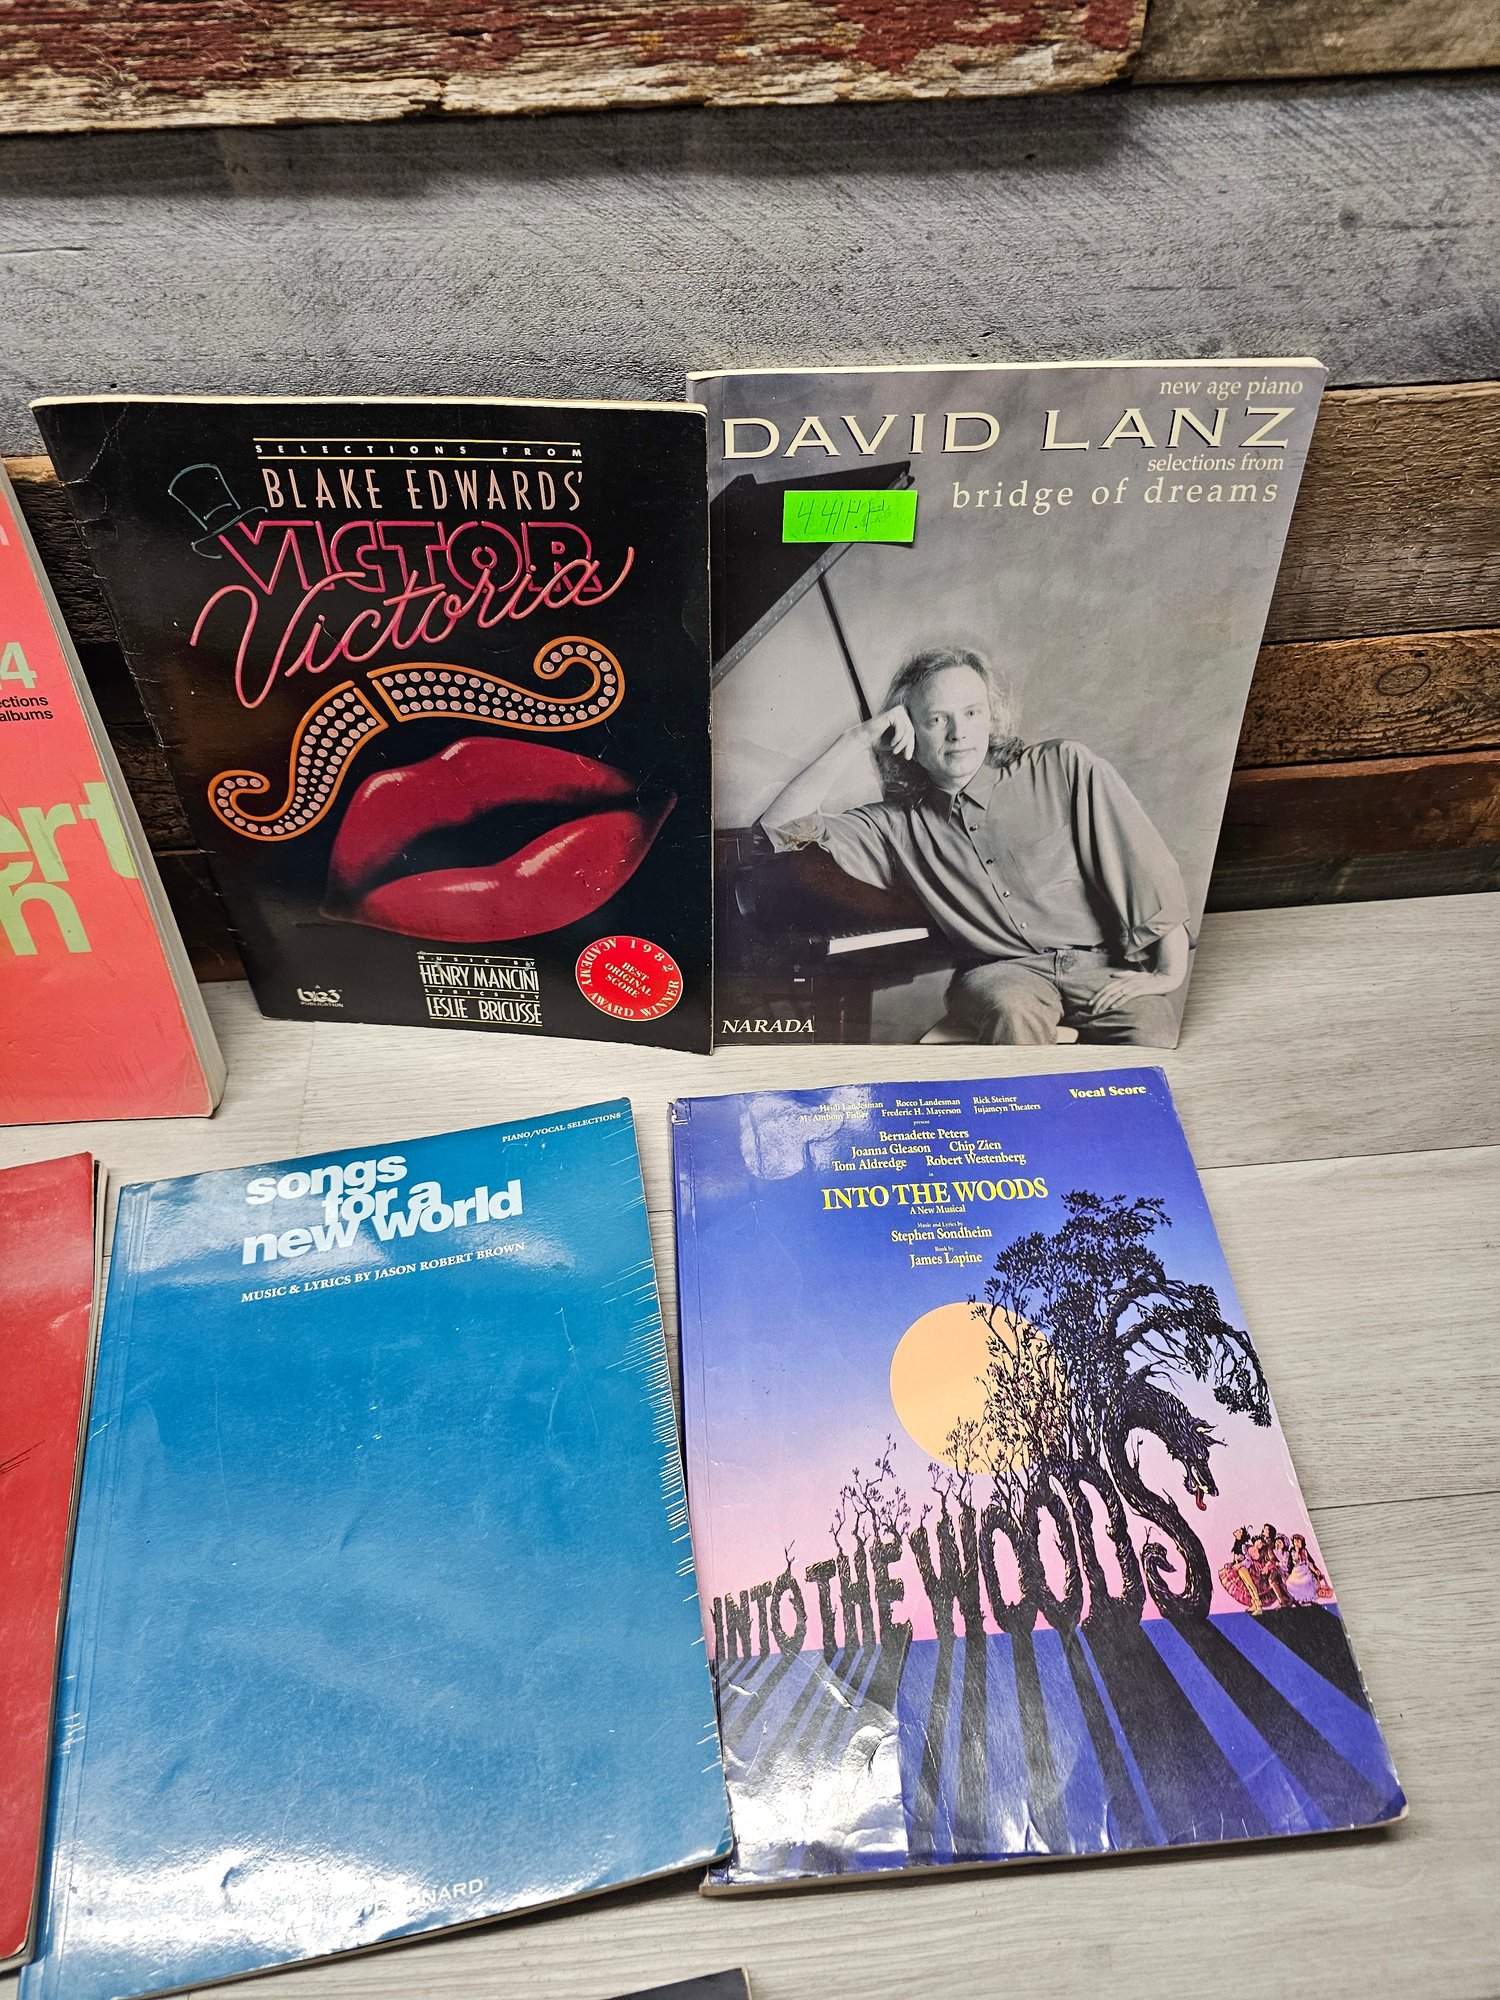 SELECTIONS FROM
BLAKE EDWARDS'
VICTOR
Victoria
MUSIC BY
HENRY MANCINI
LYRICS BY
LESLIE BRICUSSE
1982
ACADEMY AWARD WINNER
BEST
ORIGINAL
SCORE
PUBLICATION
new age piano
DAVID LANZ
selections from
bridge of dreams
NARADA
4
ctions
albums
ert
n
PIANO/VOCAL SELECTIONS
songs
for a
new world
MUSIC & LYRICS BY JASON ROBERT BROWN
NARD
Vocal Score
Heidi Landesman Rocco Landesman Rick Steiner
M. Anthony Fisher Frederic H. Mayerson Jujamcyn Theaters
present
Bernadette Peters
Joanna Gleason Chip Zien
Tom Aldredge Robert Westenberg
in
INTO THE WOODS
A New Musical
Music and Lyrics by
Stephen Sondheim
Book by
James Lapine
INTO THE WOODS